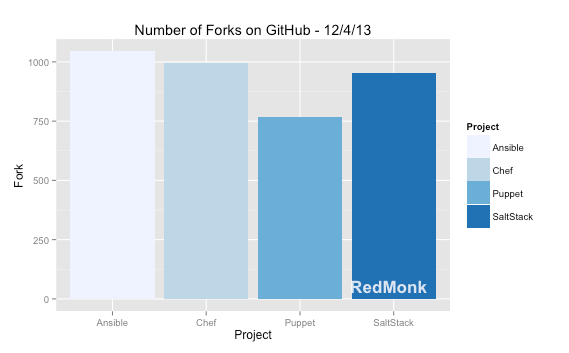 Number of Forks on GitHub - 12/4/13
1000
750
500
250
0
Fork
Ansible
Chef
Puppet
SaltStack
Project
Project
Ansible
Chef
Puppet
SaltStack
RedMonk